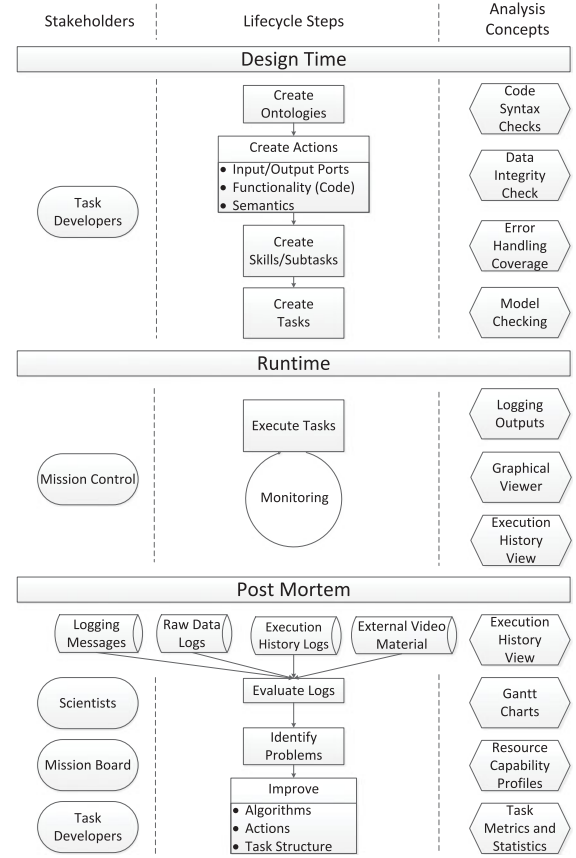 Stakeholders
Lifecycle Steps
Analysis
Concepts
Design Time
Task
Developers
Create
Ontologies
Create Actions
• Input/Output Ports
• Functionality (Code)
• Semantics
Create
Skills/Subtasks
Create
Tasks
Code
Syntax
Checks
Data
Integrity
Check
Error
Handling
Coverage
Model
Checking
Runtime
Mission Control
Execute Tasks
Monitoring
Logging
Outputs
Graphical
Viewer
Execution
History
View
Post Mortem
Logging
Messages
Raw Data
Logs
Execution
History Logs
External Video
Material
Scientists
Mission Board
Task
Developers
Evaluate Logs
Identify
Problems
Improve
• Algorithms
• Actions
• Task Structure
Execution
History
View
Gantt
Charts
Resource
Capability
Profiles
Task
Metrics and
Statistics